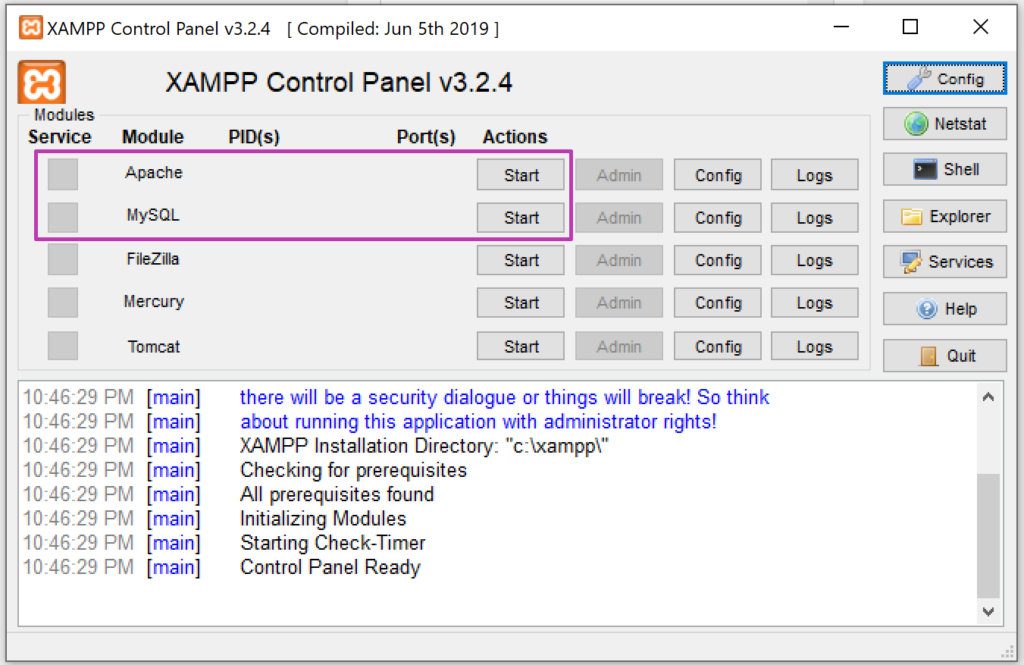 XAMPP Control Panel v3.2.4 [ Compiled: Jun 5th 2019 ]
XAMPP Control Panel v3.2.4
Config
Modules
Service Module PID(s) Port(s) Actions
Netstat
Apache Start Admin Config Logs
Shell
MySQL Start Admin Config Logs
Explorer
FileZilla Start Admin Config Logs
Services
Mercury Start Admin Config Logs
Help
Tomcat Start Admin Config Logs
Quit
10:46:29 PM [main] there will be a security dialogue or things will break! So think
10:46:29 PM [main] about running this application with administrator rights!
10:46:29 PM [main] XAMPP Installation Directory: "c:\xampp\"
10:46:29 PM [main] Checking for prerequisites
10:46:29 PM [main] All prerequisites found
10:46:29 PM [main] Initializing Modules
10:46:29 PM [main] Starting Check-Timer
10:46:29 PM [main] Control Panel Ready